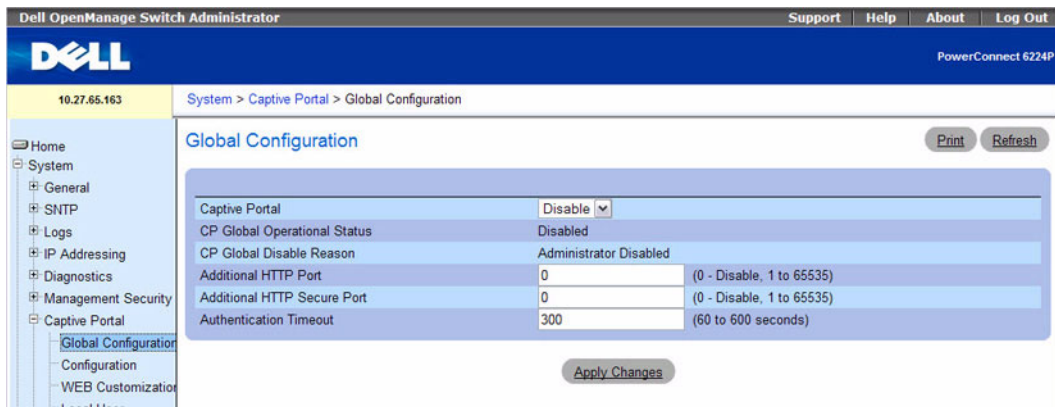 Dell OpenManage Switch Administrator
Support Help About Log Out
DELL
PowerConnect 6224P
10.27.65.163
System > Captive Portal > Global Configuration
Home
System
General
SNTP
Logs
IP Addressing
Diagnostics
Management Security
Captive Portal
Global Configuration
Configuration
WEB Customization
Global Configuration
Print Refresh
Captive Portal Disable
CP Global Operational Status Disabled
CP Global Disable Reason Administrator Disabled
Additional HTTP Port 0 (0 - Disable, 1 to 65535)
Additional HTTP Secure Port 0 (0 - Disable, 1 to 65535)
Authentication Timeout 300 (60 to 600 seconds)
Apply Changes